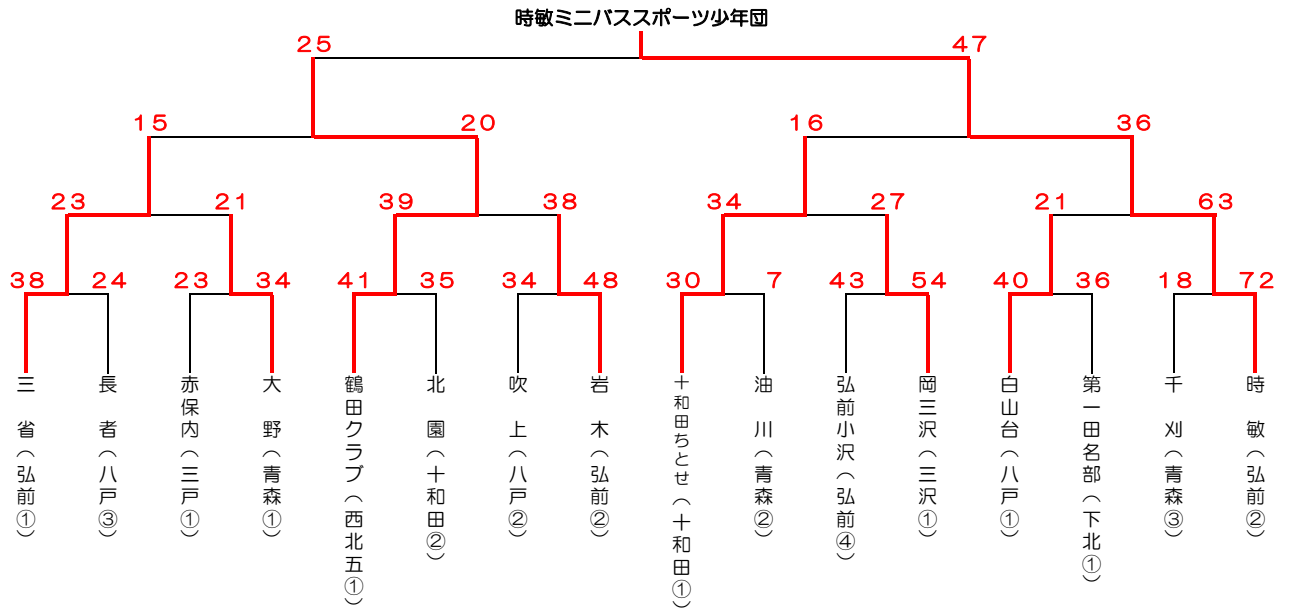 時敏ミニバススポーツ少年団
25 47
15 20 16 36
23 21 39 38 34 27 21 63
38 24 23 34 41 35 34 48 30 7 43 54 40 36 18 72
三省(弘前①)
長者(八戸③)
赤保内(三戸①)
大野(青森①)
鶴田クラブ(西北五①)
北園(十和田②)
吹上(八戸②)
岩木(弘前②)
十和田ちとせ(十和田①)
油川(青森②)
弘前小沢(弘前④)
岡三沢(三沢①)
白山台(八戸①)
第一田名部(下北①)
千刈(青森③)
時敏(弘前②)